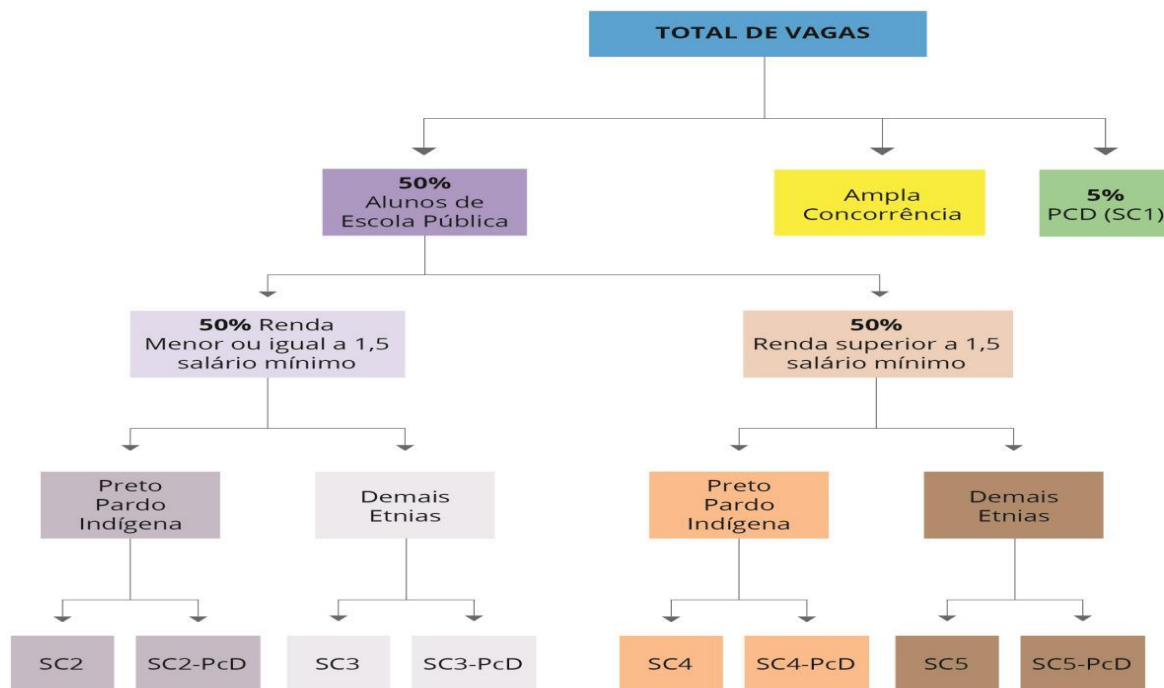 TOTAL DE VAGAS
50%
Alunos de
Escola Pública
Ampla
Concorrência
5%
PCD (SC1)
50% Renda
Menor ou igual a 1,5
salário mínimo
50%
Renda superior a 1,5
salário mínimo
Preto
Pardo
Indígena
Demais
Etnias
Preto
Pardo
Indígena
Demais
Etnias
SC2
SC2-PcD
SC3
SC3-PcD
SC4
SC4-PcD
SC5
SC5-PcD